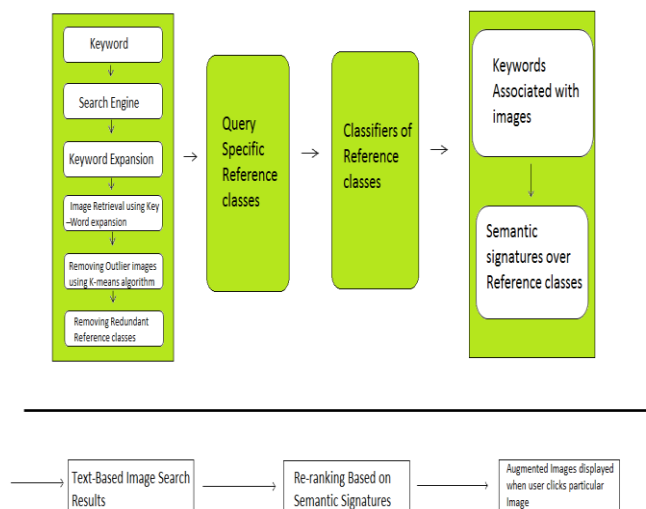 Keyword
Search Engine
Keyword Expansion
Image Retrieval using Key
–Word expansion
Removing Outlier images
using K-means algorithm
Removing Redundant
Reference classes
Query
Specific
Reference
classes
Classifiers of
Reference
classes
Keywords
Associated with
images
Semantic
signatures over
Reference classes
Text-Based Image Search
Results
Re-ranking Based on
Semantic Signatures
Augmented Images displayed
when user clicks particular
Image